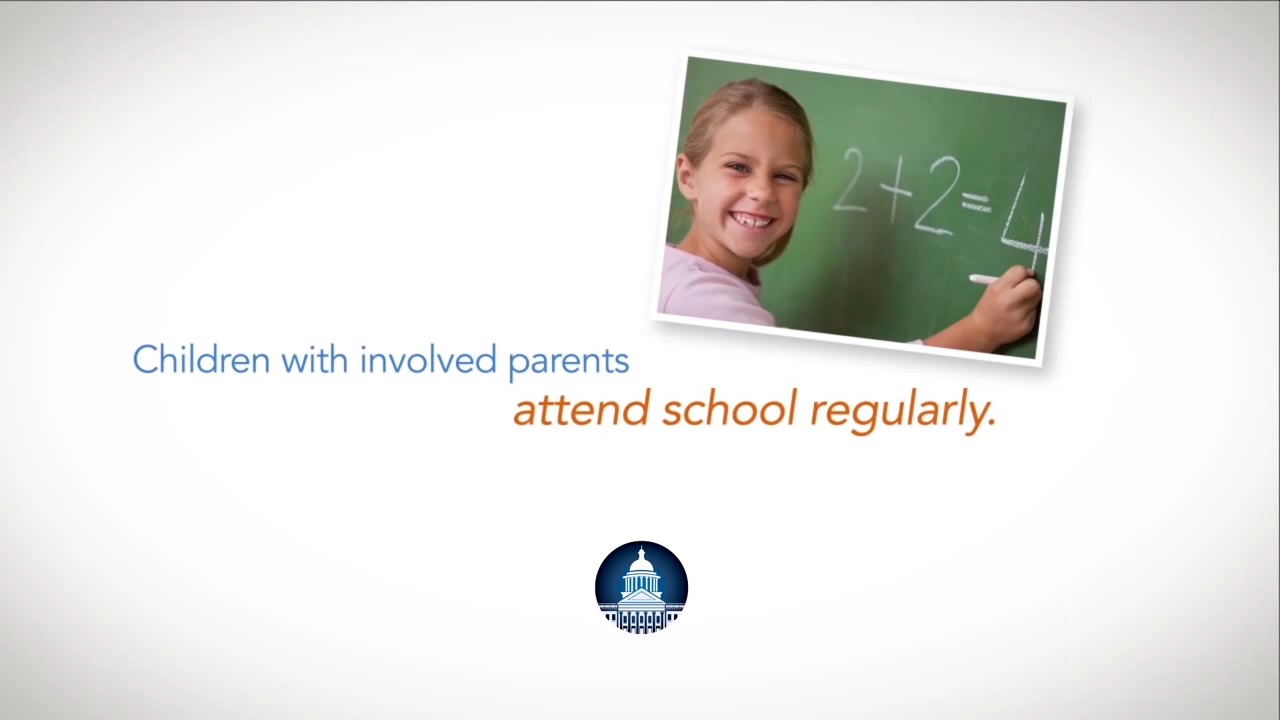 2+2=4
Children with involved parents
attend school regularly.